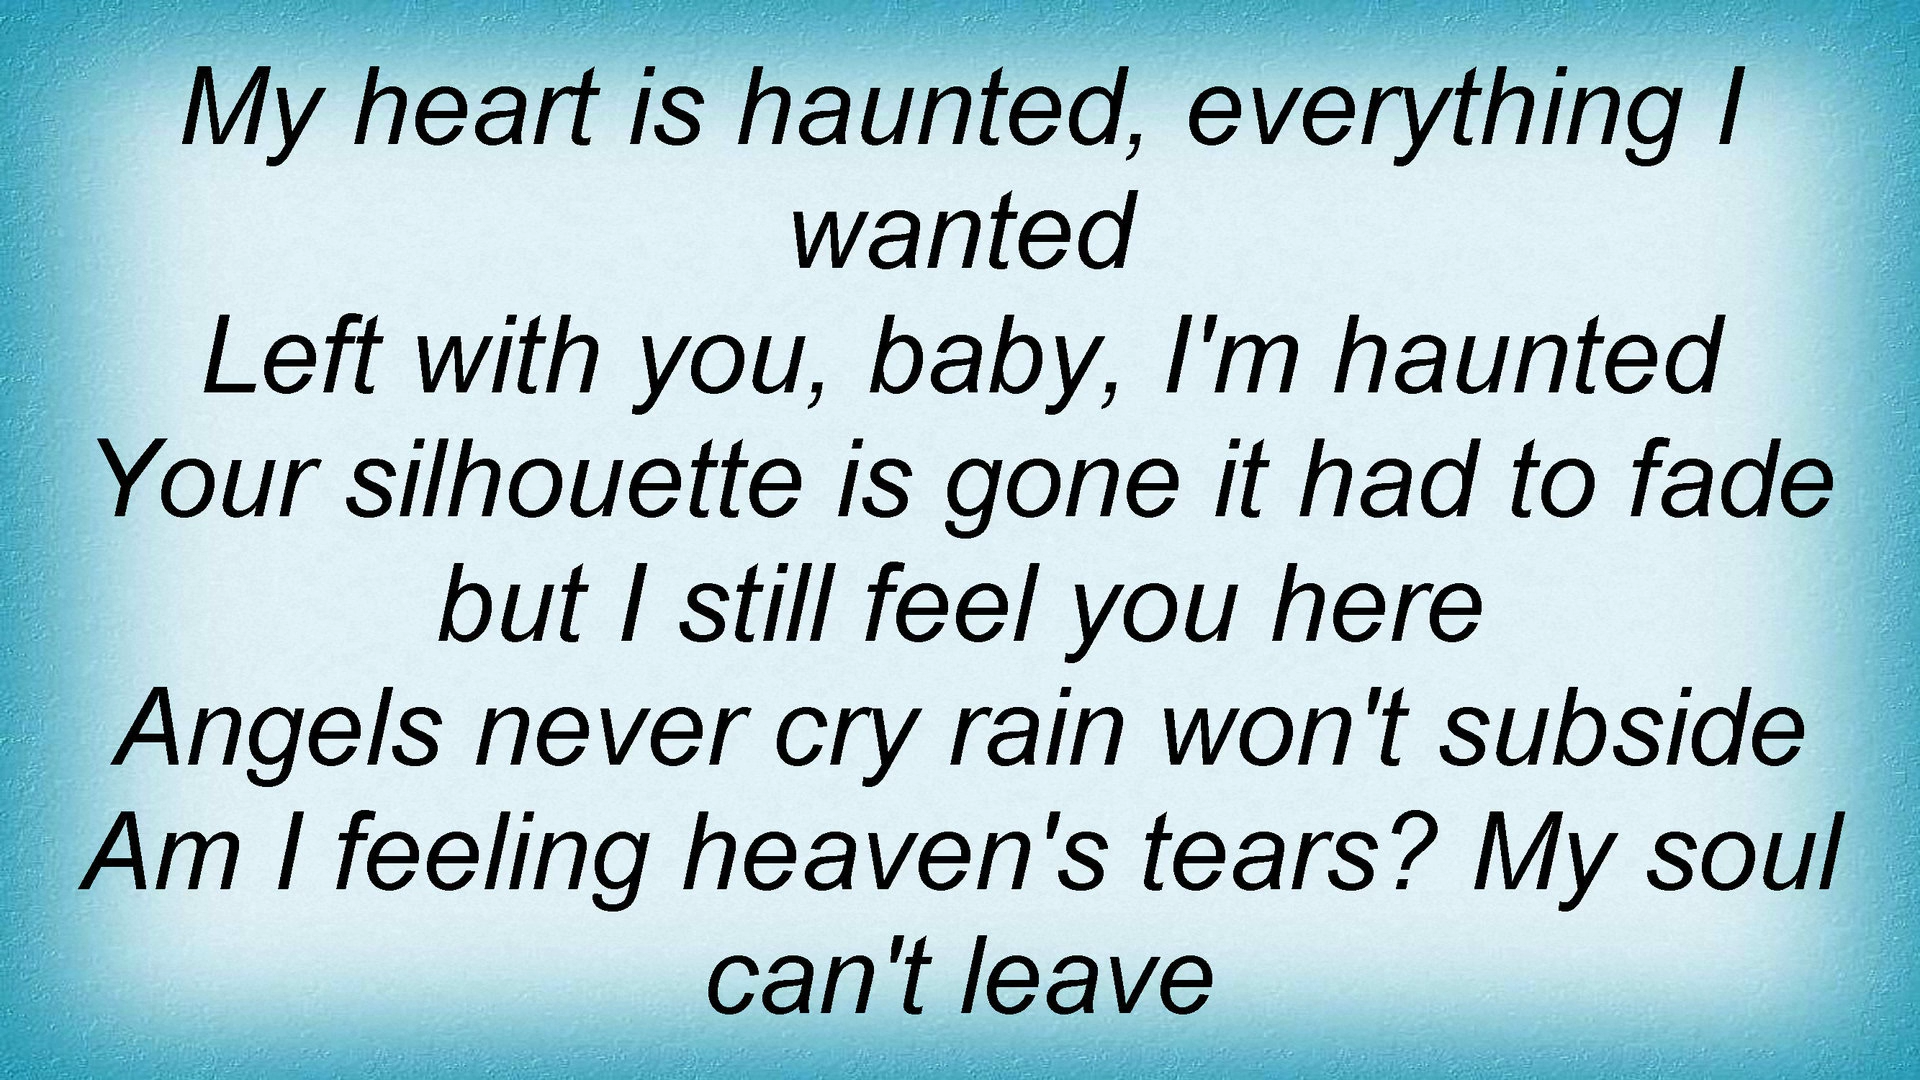 My heart is haunted, everything I
wanted
Left with you, baby, I'm haunted
Your silhouette is gone it had to fade
but I still feel you here
Angels never cry rain won't subside
Am I feeling heaven's tears? My soul
can't leave